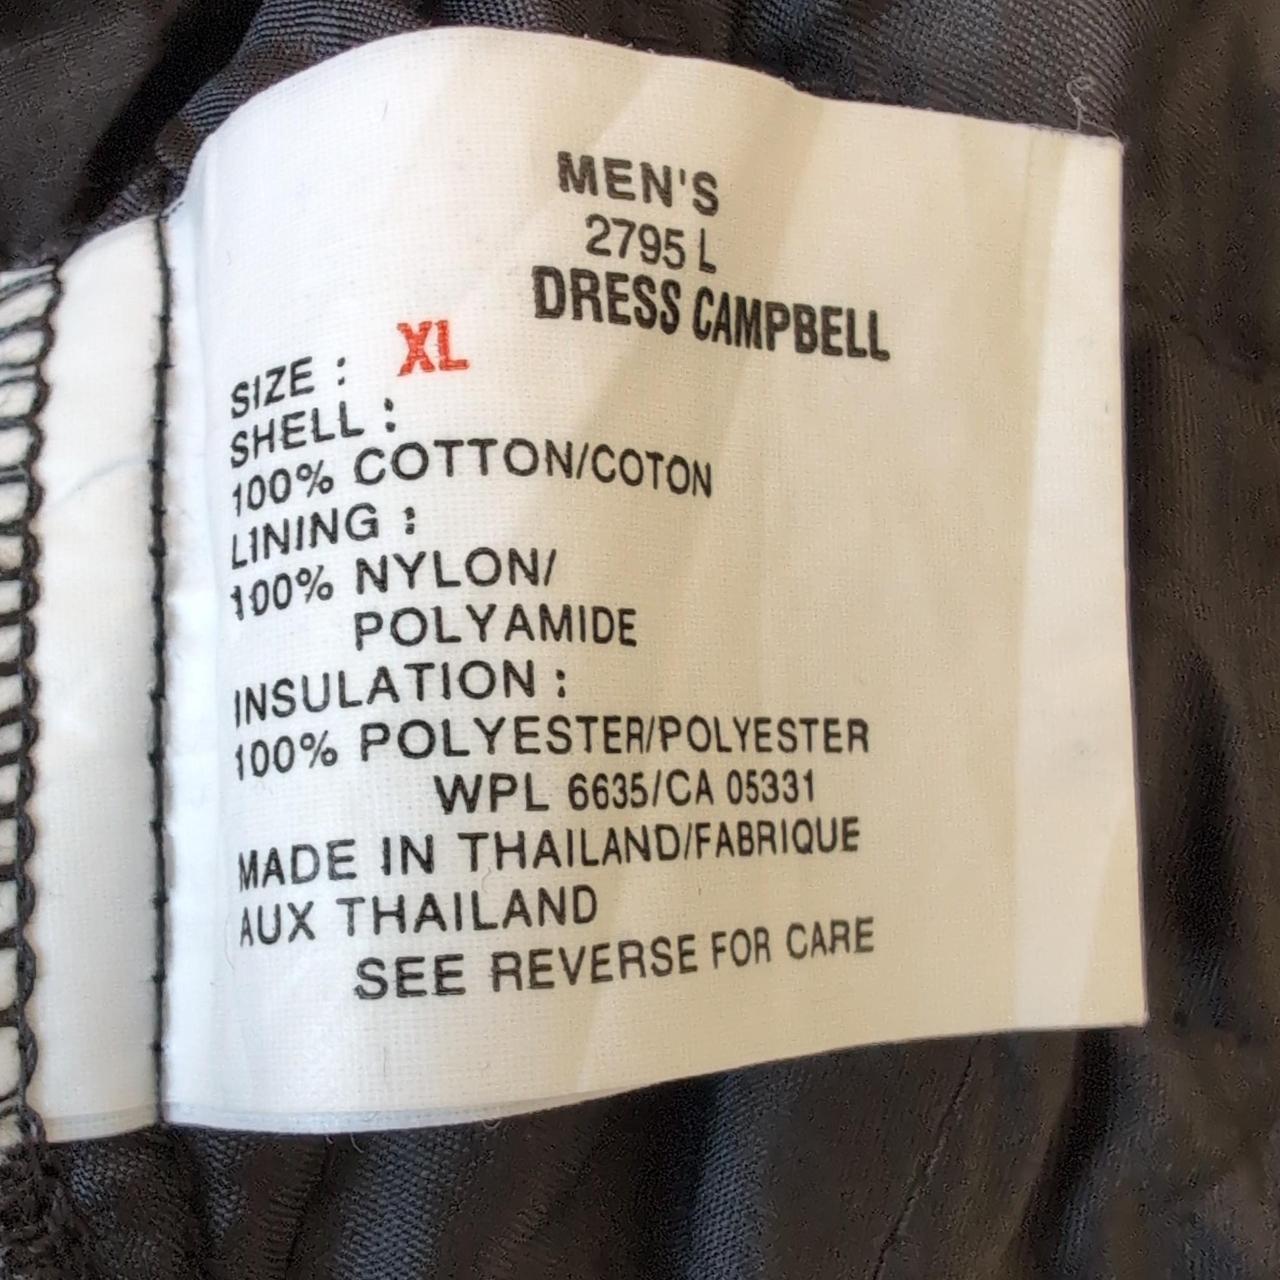 MEN'S
2795 L
DRESS CAMPBELL
SIZE : XL
SHELL :
100% COTTON/COTON
LINING :
100% NYLON/
POLYAMIDE
INSULATION :
100% POLYESTER/POLYESTER
WPL 6635/CA 05331
MADE IN THAILAND/FABRIQUE
AUX THAILAND
SEE REVERSE FOR CARE